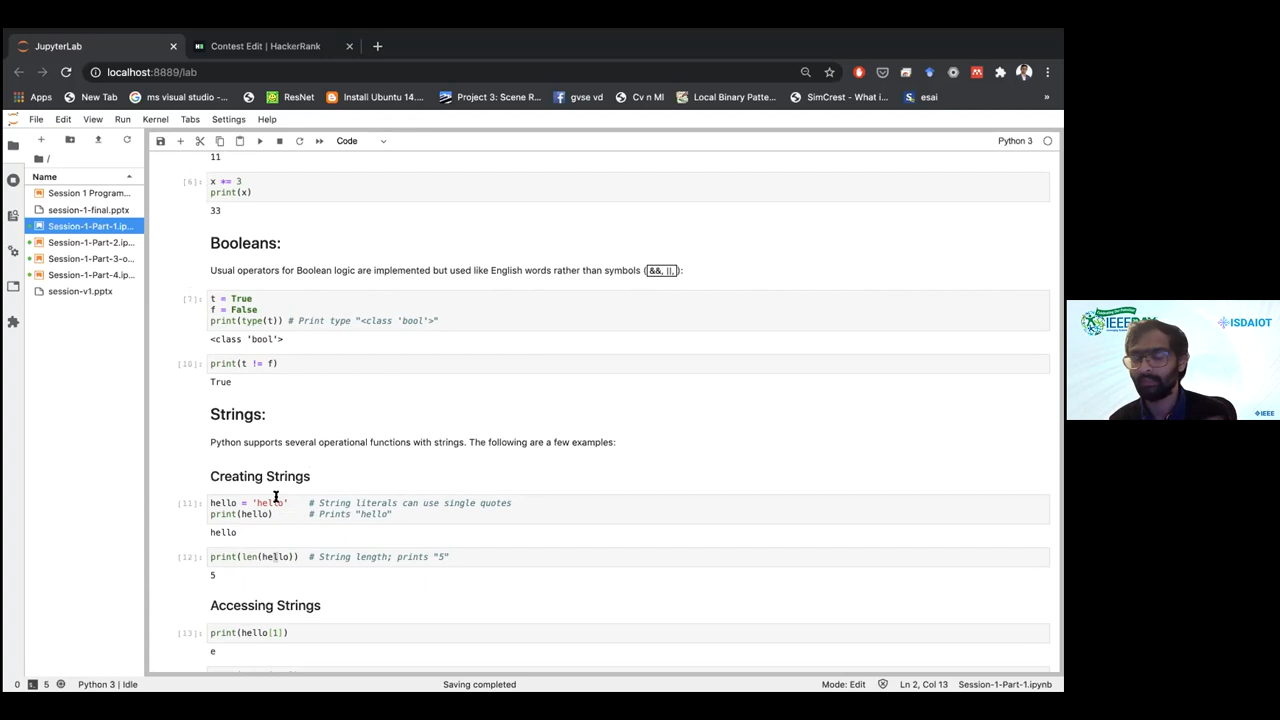 JupyterLab
Contest Edit | HackerRank
localhost:8889/lab
Apps
New Tab
ms visual studio -...
ResNet
Install Ubuntu 14....
Project 3: Scene R...
gvse vd
Cv n Ml
Local Binary Patte...
SimCrest - What i...
esai
»
File Edit View Run Kernel Tabs Settings Help
Code
Python 3
/
Name
Session 1 Program...
session-1-final.pptx
Session-1-Part-1.ip...
Session-1-Part-2.ip...
Session-1-Part-3-o...
Session-1-Part-4.ip...
session-v1.pptx
11
[6]: x *= 3
print(x)
33
Booleans:
Usual operators for Boolean logic are implemented but used like English words rather than symbols (&&, ||,):
[7]: t = True
f = False
print(type(t)) # Print type "<class 'bool'>"
<class 'bool'>
[10]: print(t != f)
True
Strings:
Python supports several operational functions with strings. The following are a few examples:
Creating Strings
[11]: hello = 'hello' # String literals can use single quotes
print(hello) # Prints "hello"
hello
[12]: print(len(hello)) # String length; prints "5"
5
Accessing Strings
[13]: print(hello[1])
e
0 5 Python 3 | Idle
Saving completed
Mode: Edit
Ln 2, Col 13
Session-1-Part-1.ipynb
ISDAIOT
IEEE